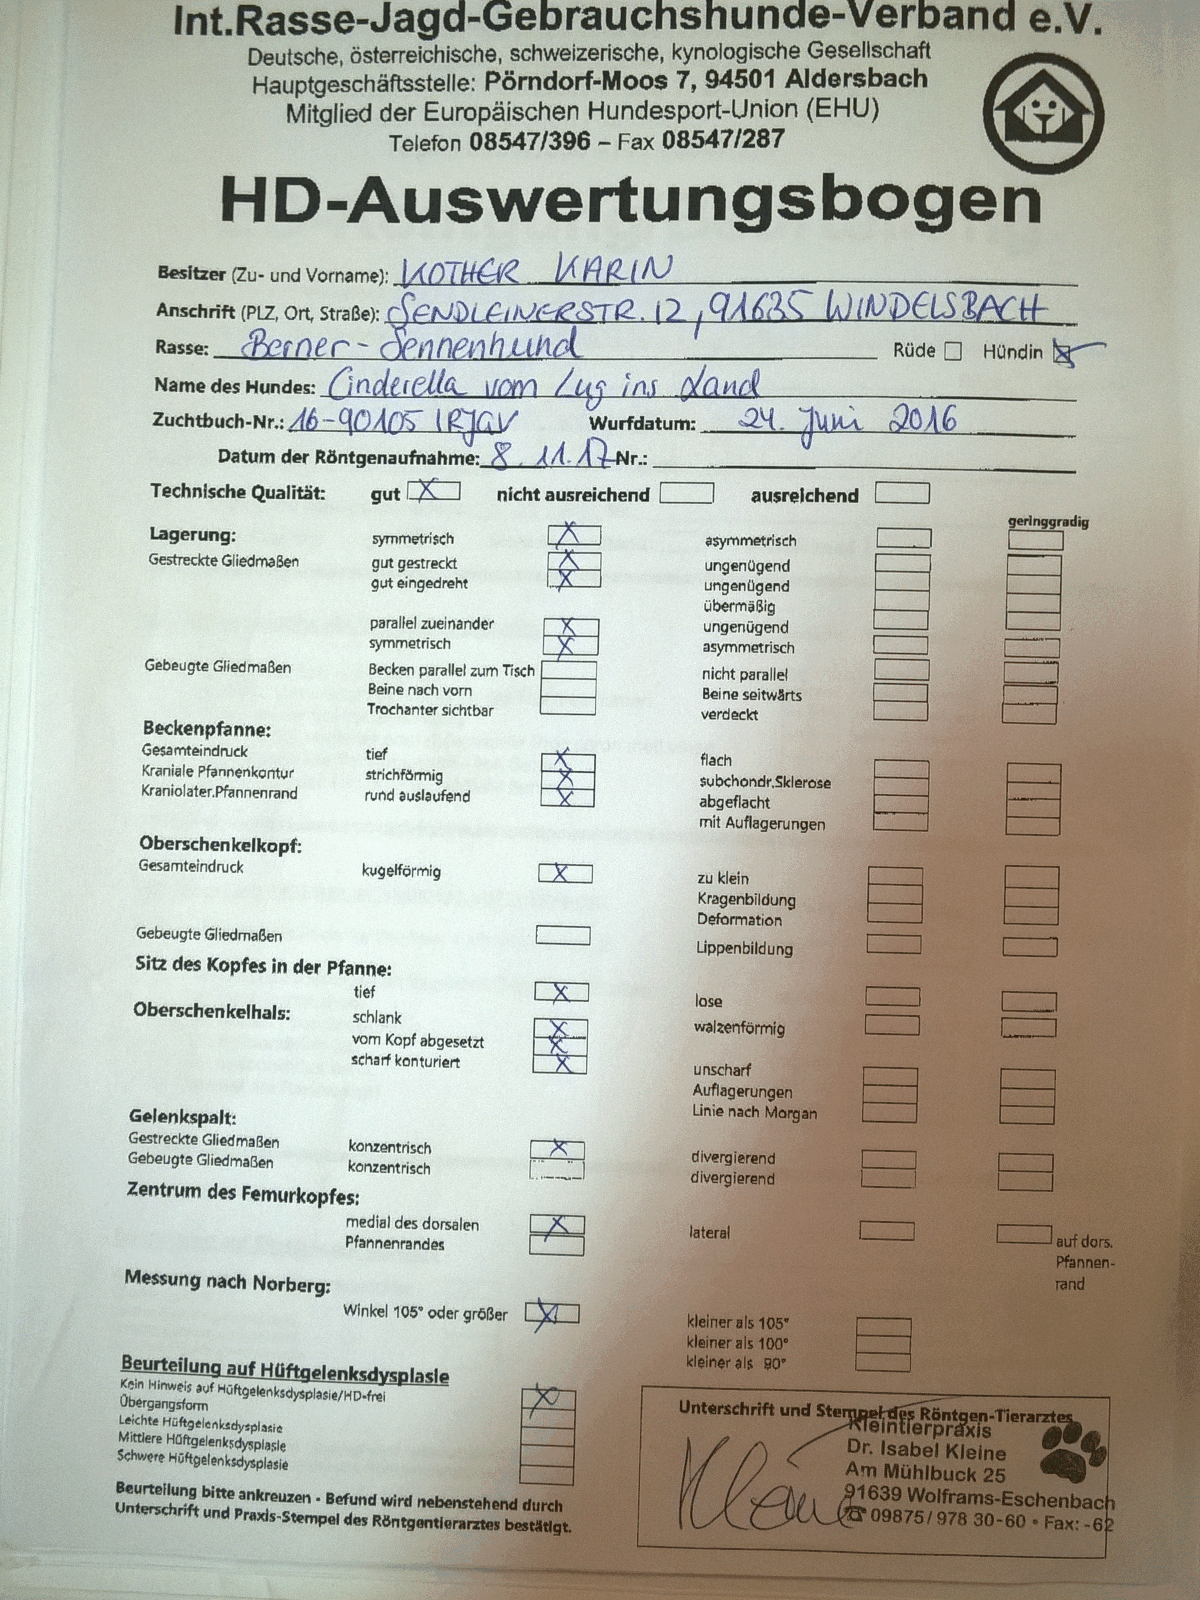 Int.Rasse-Jagd-Gebrauchshunde-Verband e.V.
Deutsche, österreichische, schweizerische, kynologische Gesellschaft
Hauptgeschäftsstelle: Pörndorf-Moos 7, 94501 Aldersbach
Mitglied der Europäischen Hundesport-Union (EHU)
Telefon 08547/396 – Fax 08547/287
HD-Auswertungsbogen
Besitzer (Zu- und Vorname): KOTHER KARIN
Anschrift (PLZ, Ort, Straße): SENDLEINERSTR. 12, 91635 WINDELSBACH
Rasse: Berner-Sennenhund Rüde Hündin X
Name des Hundes: Cinderella vom Lug ins Land
Zuchtbuch-Nr.: 16-90105 IRJGV Wurfdatum: 24. Juni 2016
Datum der Röntgenaufnahme: 8.11.17 Nr.:
Technische Qualität: gut X nicht ausreichend ausreichend
geringgradig
Lagerung: symmetrisch X asymmetrisch
Gestreckte Gliedmaßen gut gestreckt X ungenügend
gut eingedreht X ungenügend
übermäßig
parallel zueinander X ungenügend
symmetrisch X asymmetrisch
Gebeugte Gliedmaßen Becken parallel zum Tisch nicht parallel
Beine nach vorn Beine seitwärts
Trochanter sichtbar verdeckt
Beckenpfanne:
Gesamteindruck tief X flach
Kraniale Pfannenkontur strichförmig X subchondr.Sklerose
Kraniolater.Pfannenrand rund auslaufend X abgeflacht
mit Auflagerungen
Oberschenkelkopf:
Gesamteindruck kugelförmig X zu klein
Kragenbildung
Deformation
Gebeugte Gliedmaßen Lippenbildung
Sitz des Kopfes in der Pfanne:
tief X lose
Oberschenkelhals: schlank X walzenförmig
vom Kopf abgesetzt X
scharf konturiert X unscharf
Auflagerungen
Linie nach Morgan
Gelenkspalt:
Gestreckte Gliedmaßen konzentrisch X divergierend
Gebeugte Gliedmaßen konzentrisch divergierend
Zentrum des Femurkopfes:
medial des dorsalen X lateral auf dors.
Pfannenrandes Pfannen-
rand
Messung nach Norberg:
Winkel 105° oder größer X kleiner als 105°
kleiner als 100°
kleiner als 90°
Beurteilung auf Hüftgelenksdysplasie
Kein Hinweis auf Hüftgelenksdysplasie/HD-frei X
Übergangsform
Leichte Hüftgelenksdysplasie
Mittlere Hüftgelenksdysplasie
Schwere Hüftgelenksdysplasie
Beurteilung bitte ankreuzen - Befund wird nebenstehend durch
Unterschrift und Praxis-Stempel des Röntgentierarztes bestätigt.
Unterschrift und Stempel des Röntgen-Tierarztes
Kleintierpraxis
Dr. Isabel Kleine
Am Mühlbuck 25
91639 Wolframs-Eschenbach
☎ 09875/978 30-60 • Fax: -62
Kleine